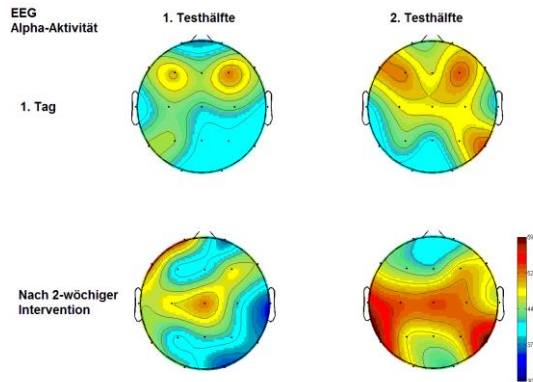 EEG
Alpha-Aktivität
1. Testhälfte
2. Testhälfte
1. Tag
Nach 2-wöchiger
Intervention